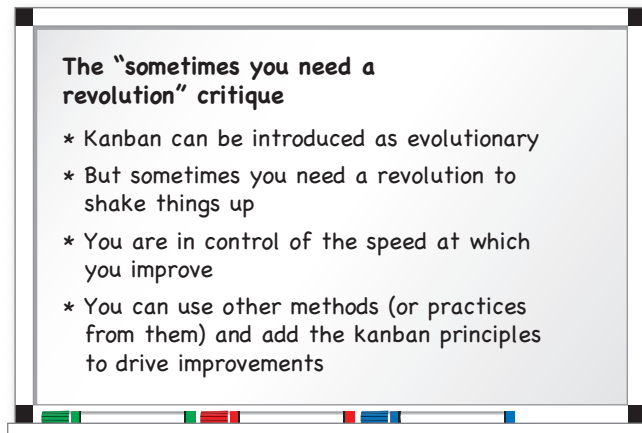 The “sometimes you need a
revolution” critique
* Kanban can be introduced as evolutionary
* But sometimes you need a revolution to
shake things up
* You are in control of the speed at which
you improve
* You can use other methods (or practices
from them) and add the kanban principles
to drive improvements